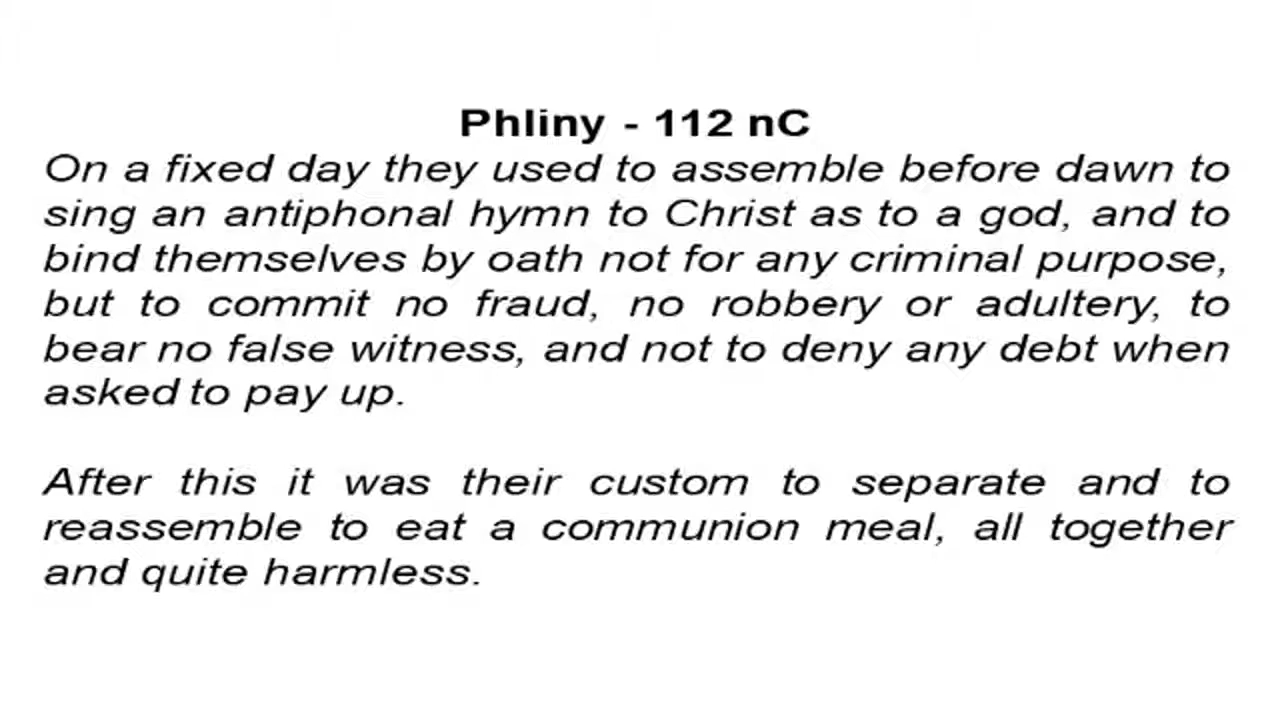 Phliny - 112 nC
On a fixed day they used to assemble before dawn to
sing an antiphonal hymn to Christ as to a god, and to
bind themselves by oath not for any criminal purpose,
but to commit no fraud, no robbery or adultery, to
bear no false witness, and not to deny any debt when
asked to pay up.
After this it was their custom to separate and to
reassemble to eat a communion meal, all together
and quite harmless.